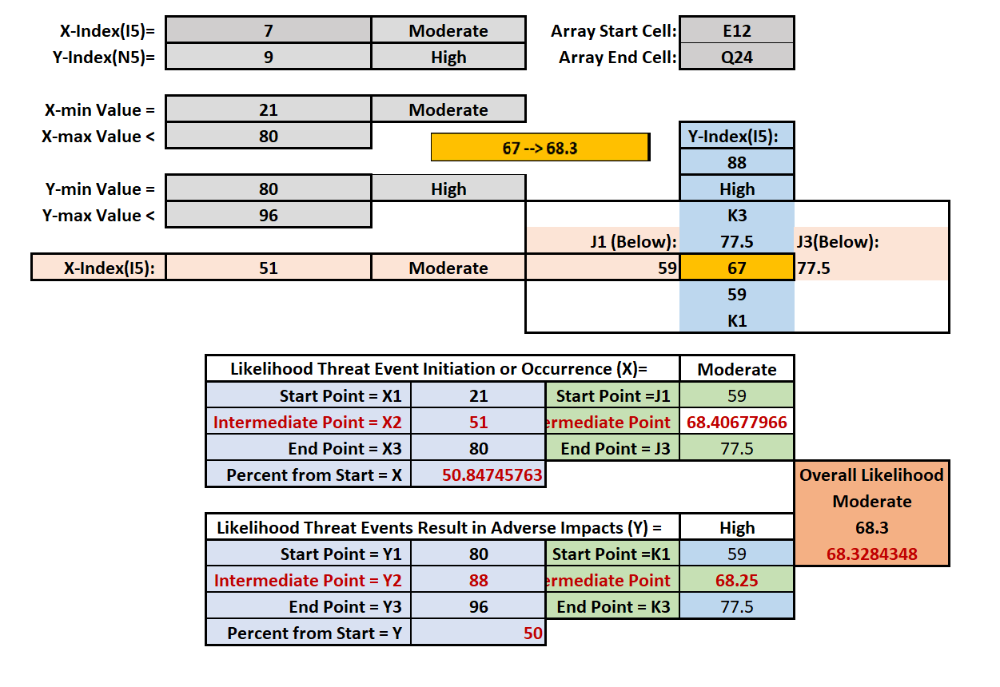 X-Index(I5)= 7 Moderate Array Start Cell: E12
Y-Index(N5)= 9 High Array End Cell: Q24
X-min Value = 21 Moderate
X-max Value < 80 Y-Index(I5):
67 --> 68.3
88
Y-min Value = 80 High High
Y-max Value < 96 K3
J1 (Below): 77.5 J3(Below):
X-Index(I5): 51 Moderate 59 67 77.5
59
K1
Likelihood Threat Event Initiation or Occurrence (X)= Moderate
Start Point = X1 21 Start Point =J1 59
Intermediate Point = X2 51 ermediate Point 68.40677966
End Point = X3 80 End Point = J3 77.5
Percent from Start = X 50.84745763 Overall Likelihood
Moderate
Likelihood Threat Events Result in Adverse Impacts (Y) = High 68.3
Start Point = Y1 80 Start Point =K1 59 68.3284348
Intermediate Point = Y2 88 ermediate Point 68.25
End Point = Y3 96 End Point = K3 77.5
Percent from Start = Y 50